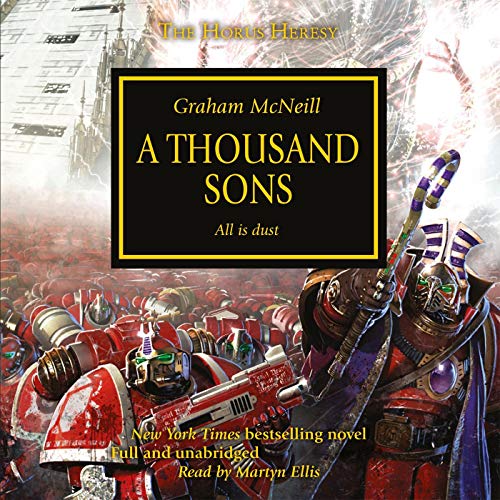 The Horus Heresy
Graham McNeill
A THOUSAND
SONS
All is dust
New York Times bestselling novel
Full and unabridged
Read by Martyn Ellis